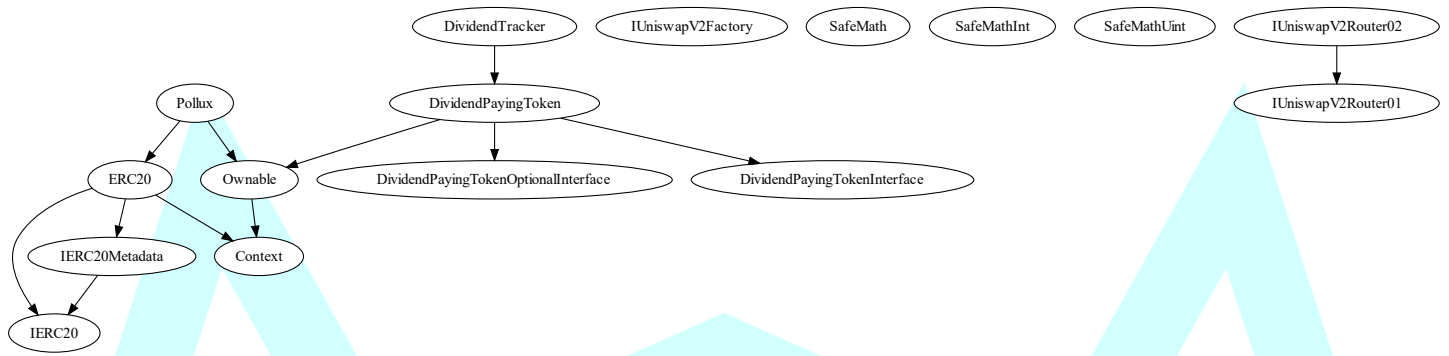 DividendTracker
IUniswapV2Factory
SafeMath
SafeMathInt
SafeMathUint
IUniswapV2Router02
Pollux
DividendPayingToken
IUniswapV2Router01
ERC20
Ownable
DividendPayingTokenOptionalInterface
DividendPayingTokenInterface
IERC20Metadata
Context
IERC20